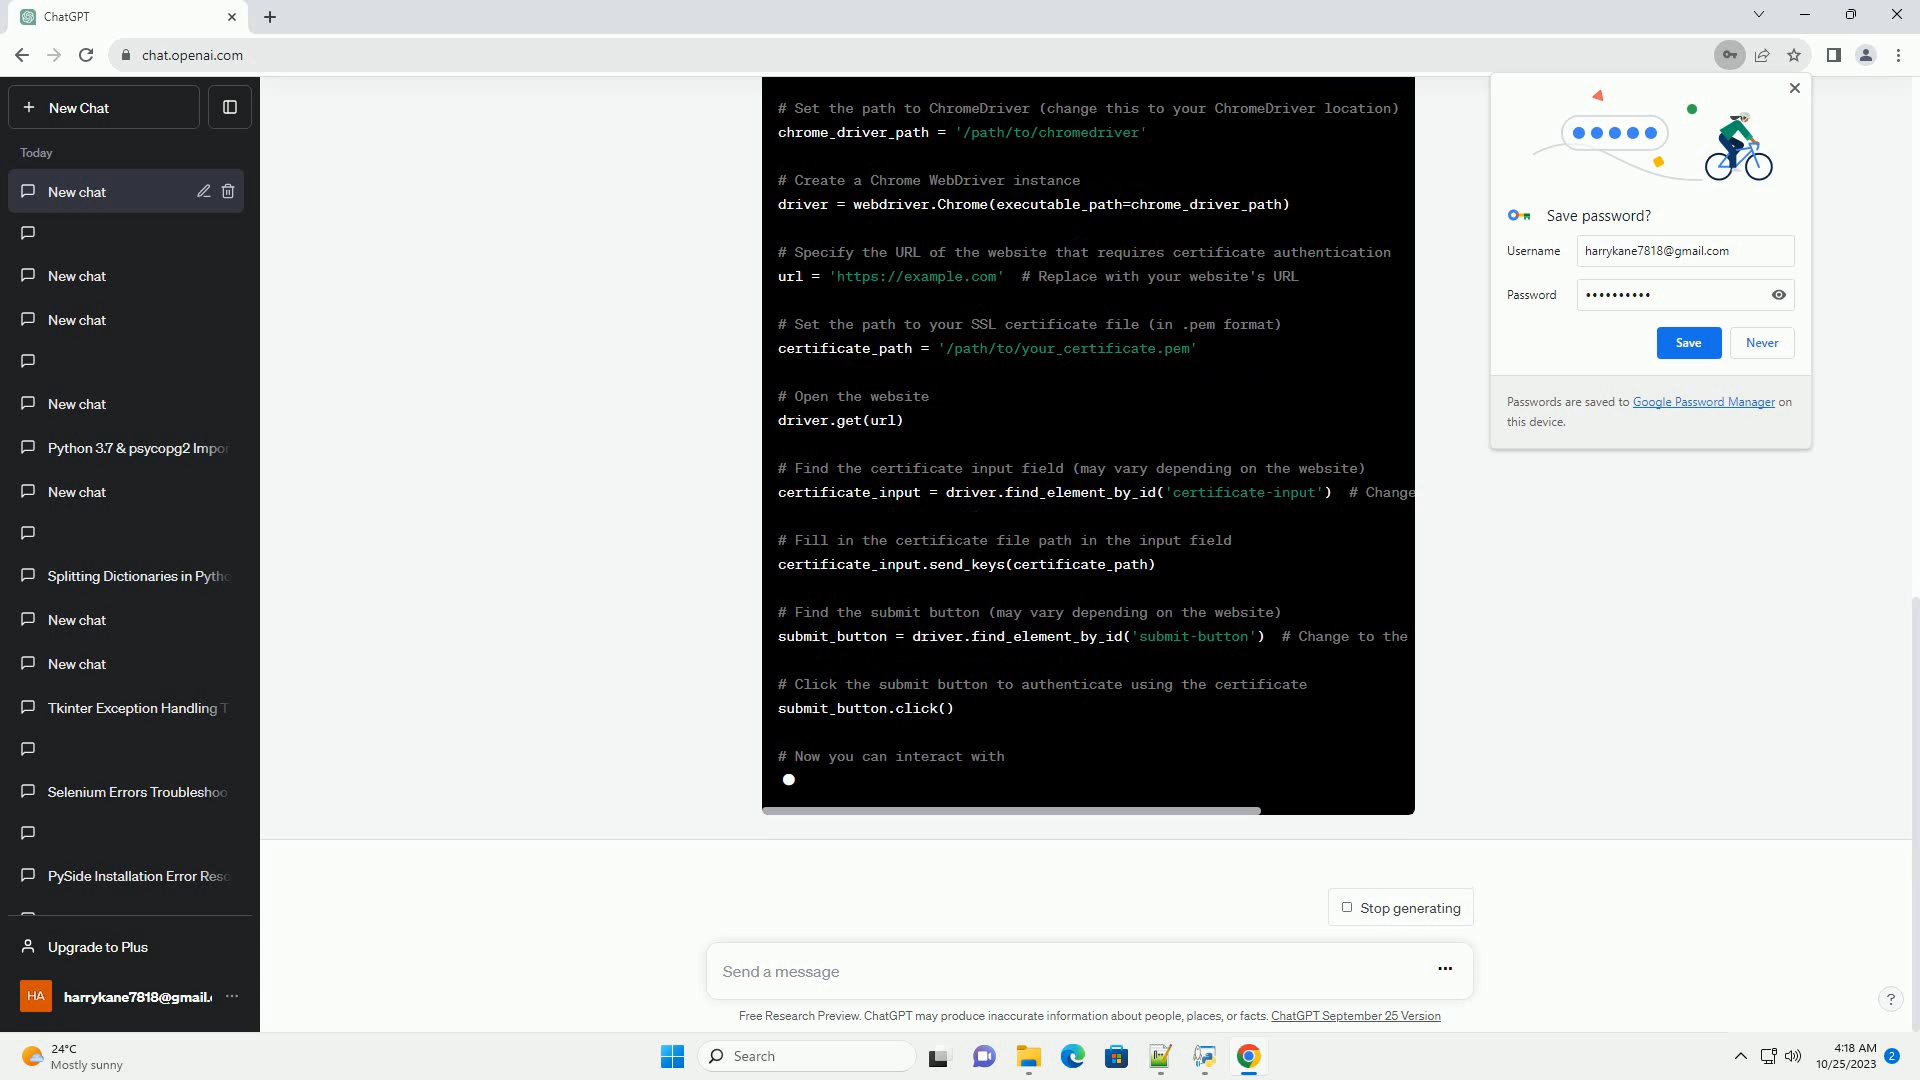 ChatGPT
chat.openai.com
New Chat
Today
New chat
New chat
New chat
New chat
Python 3.7 & psycopg2 Impor
New chat
Splitting Dictionaries in Pytho
New chat
New chat
Tkinter Exception Handling T
Selenium Errors Troubleshoo
PySide Installation Error Reso
Upgrade to Plus
HA
harrykane7818@gmail.c
# Set the path to ChromeDriver (change this to your ChromeDriver location)
chrome_driver_path = '/path/to/chromedriver'
# Create a Chrome WebDriver instance
driver = webdriver.Chrome(executable_path=chrome_driver_path)
# Specify the URL of the website that requires certificate authentication
url = 'https://example.com'  # Replace with your website's URL
# Set the path to your SSL certificate file (in .pem format)
certificate_path = '/path/to/your_certificate.pem'
# Open the website
driver.get(url)
# Find the certificate input field (may vary depending on the website)
certificate_input = driver.find_element_by_id('certificate-input')  # Change
# Fill in the certificate file path in the input field
certificate_input.send_keys(certificate_path)
# Find the submit button (may vary depending on the website)
submit_button = driver.find_element_by_id('submit-button')  # Change to the
# Click the submit button to authenticate using the certificate
submit_button.click()
# Now you can interact with
Save password?
Username harrykane7818@gmail.com
Password ••••••••••
Save Never
Passwords are saved to Google Password Manager on
this device.
Stop generating
Send a message
Free Research Preview. ChatGPT may produce inaccurate information about people, places, or facts. ChatGPT September 25 Version
?
24°C
Mostly sunny
Search
4:18 AM
10/25/2023
2